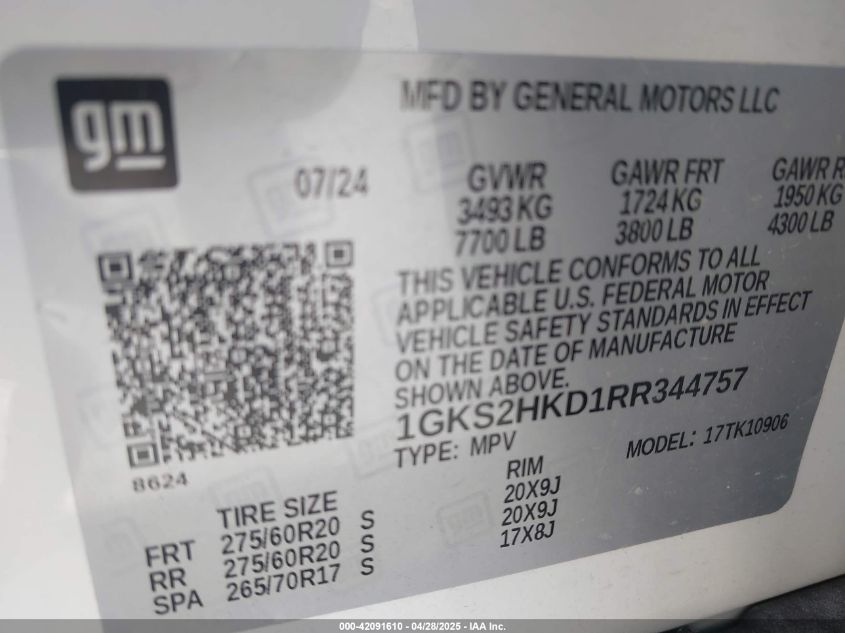 gm
MFD BY GENERAL MOTORS LLC
07/24
GVWR GAWR FRT GAWR R
3493 KG 1724 KG 1950 KG
7700 LB 3800 LB 4300 LB
THIS VEHICLE CONFORMS TO ALL
APPLICABLE U.S. FEDERAL MOTOR
VEHICLE SAFETY STANDARDS IN EFFECT
ON THE DATE OF MANUFACTURE
SHOWN ABOVE.
1GKS2HKD1RR344757
TYPE: MPV MODEL: 17TK10906
8624
TIRE SIZE RIM
FRT 275/60R20 S 20X9J
RR 275/60R20 S 20X9J
SPA 265/70R17 S 17X8J
000-42091610 - 04/28/2025 - IAA Inc.